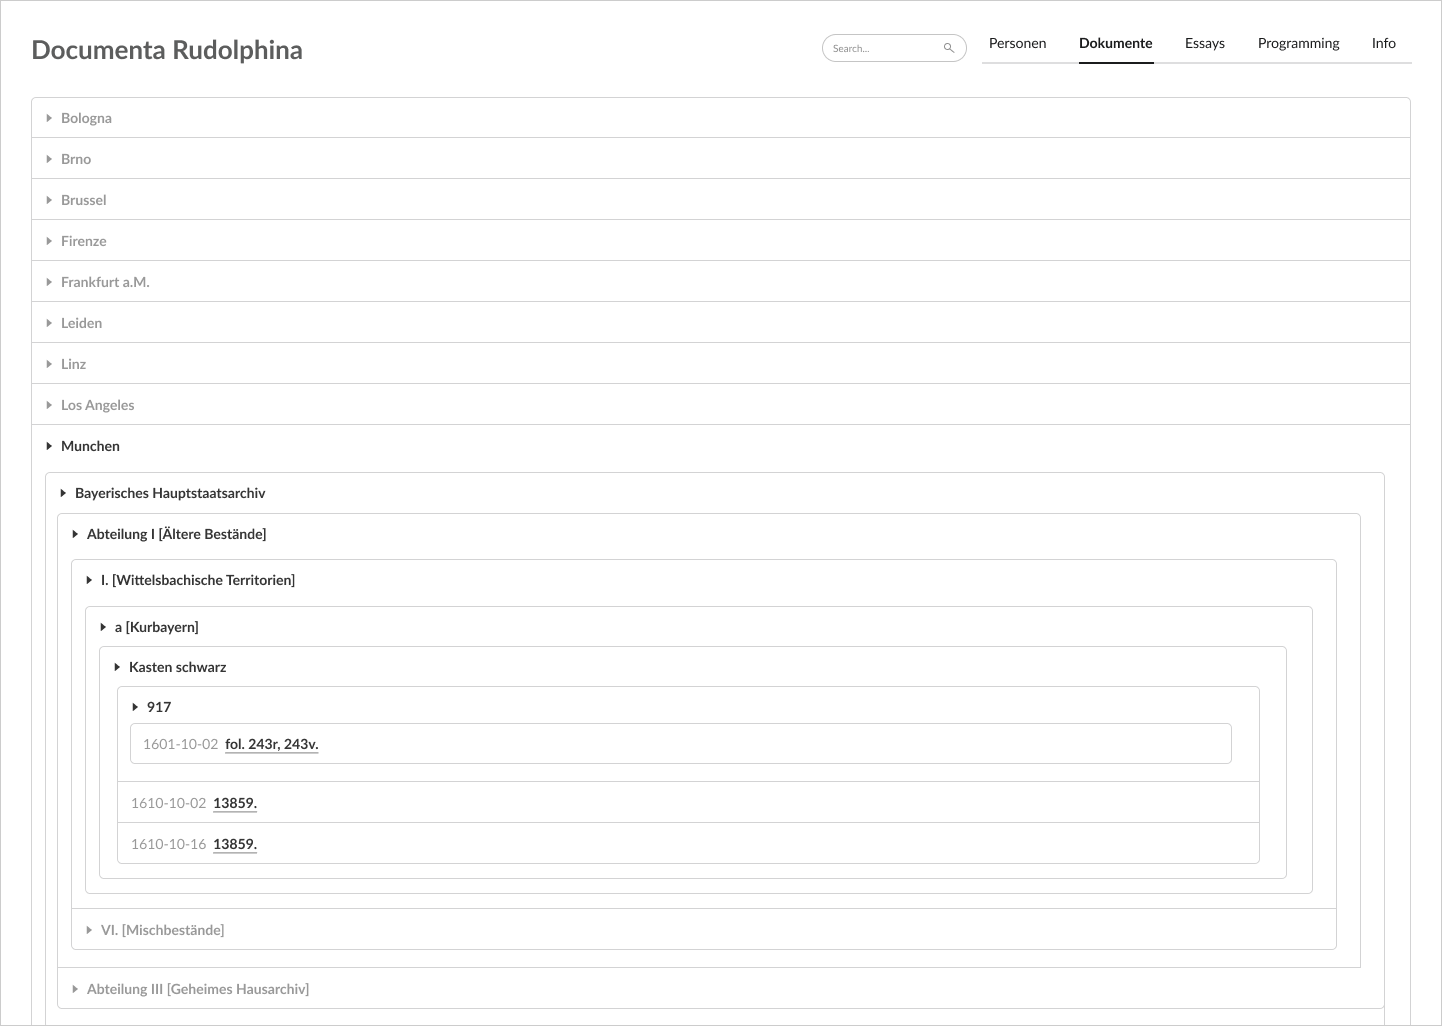 Documenta Rudolphina
Search...
Personen
Dokumente
Essays
Programming
Info
Bologna
Brno
Brussel
Firenze
Frankfurt a.M.
Leiden
Linz
Los Angeles
Munchen
Bayerisches Hauptstaatsarchiv
Abteilung I [Ältere Bestände]
I. [Wittelsbachische Territorien]
a [Kurbayern]
Kasten schwarz
917
1601-10-02 fol. 243r, 243v.
1610-10-02 13859.
1610-10-16 13859.
VI. [Mischbestände]
Abteilung III [Geheimes Hausarchiv]